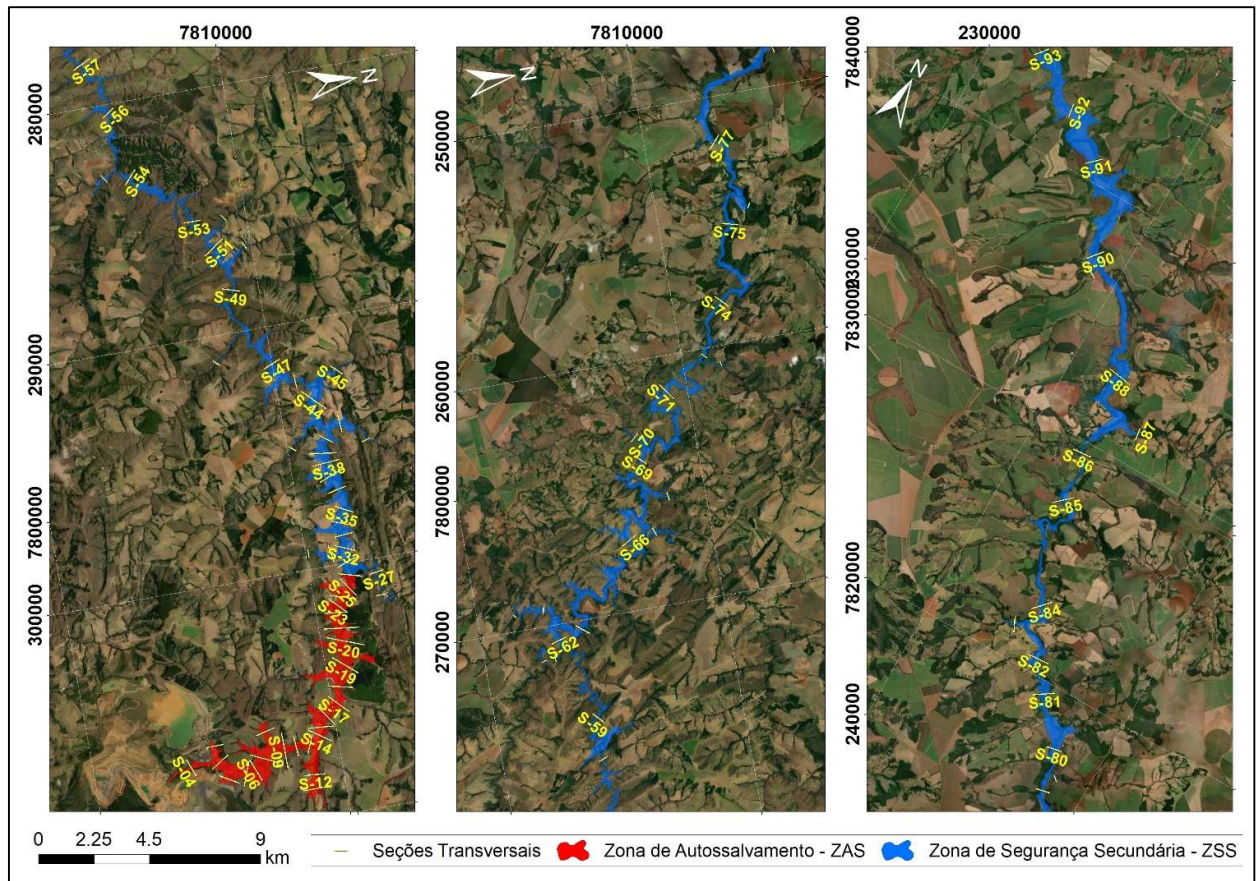 7810000
7810000
230000
280000
290000
7800000
300000
N
S-57
S-56
S-54
S-53
S-51
S-49
S-47
S-45
S-44
S-38
S-35
S-32
S-27
S-25
S-23
S-20
S-19
S-17
S-14
S-12
S-09
S-06
S-04
250000
260000
7800000
270000
N
S-77
S-75
S-74
S-71
S-70
S-69
S-66
S-62
S-59
7840000
7830000
230000
7820000
240000
N
S-93
S-92
S-91
S-90
S-88
S-87
S-86
S-85
S-84
S-82
S-81
S-80
0 2.25 4.5 9
km
Seções Transversais Zona de Autossalvamento - ZAS Zona de Segurança Secundária - ZSS